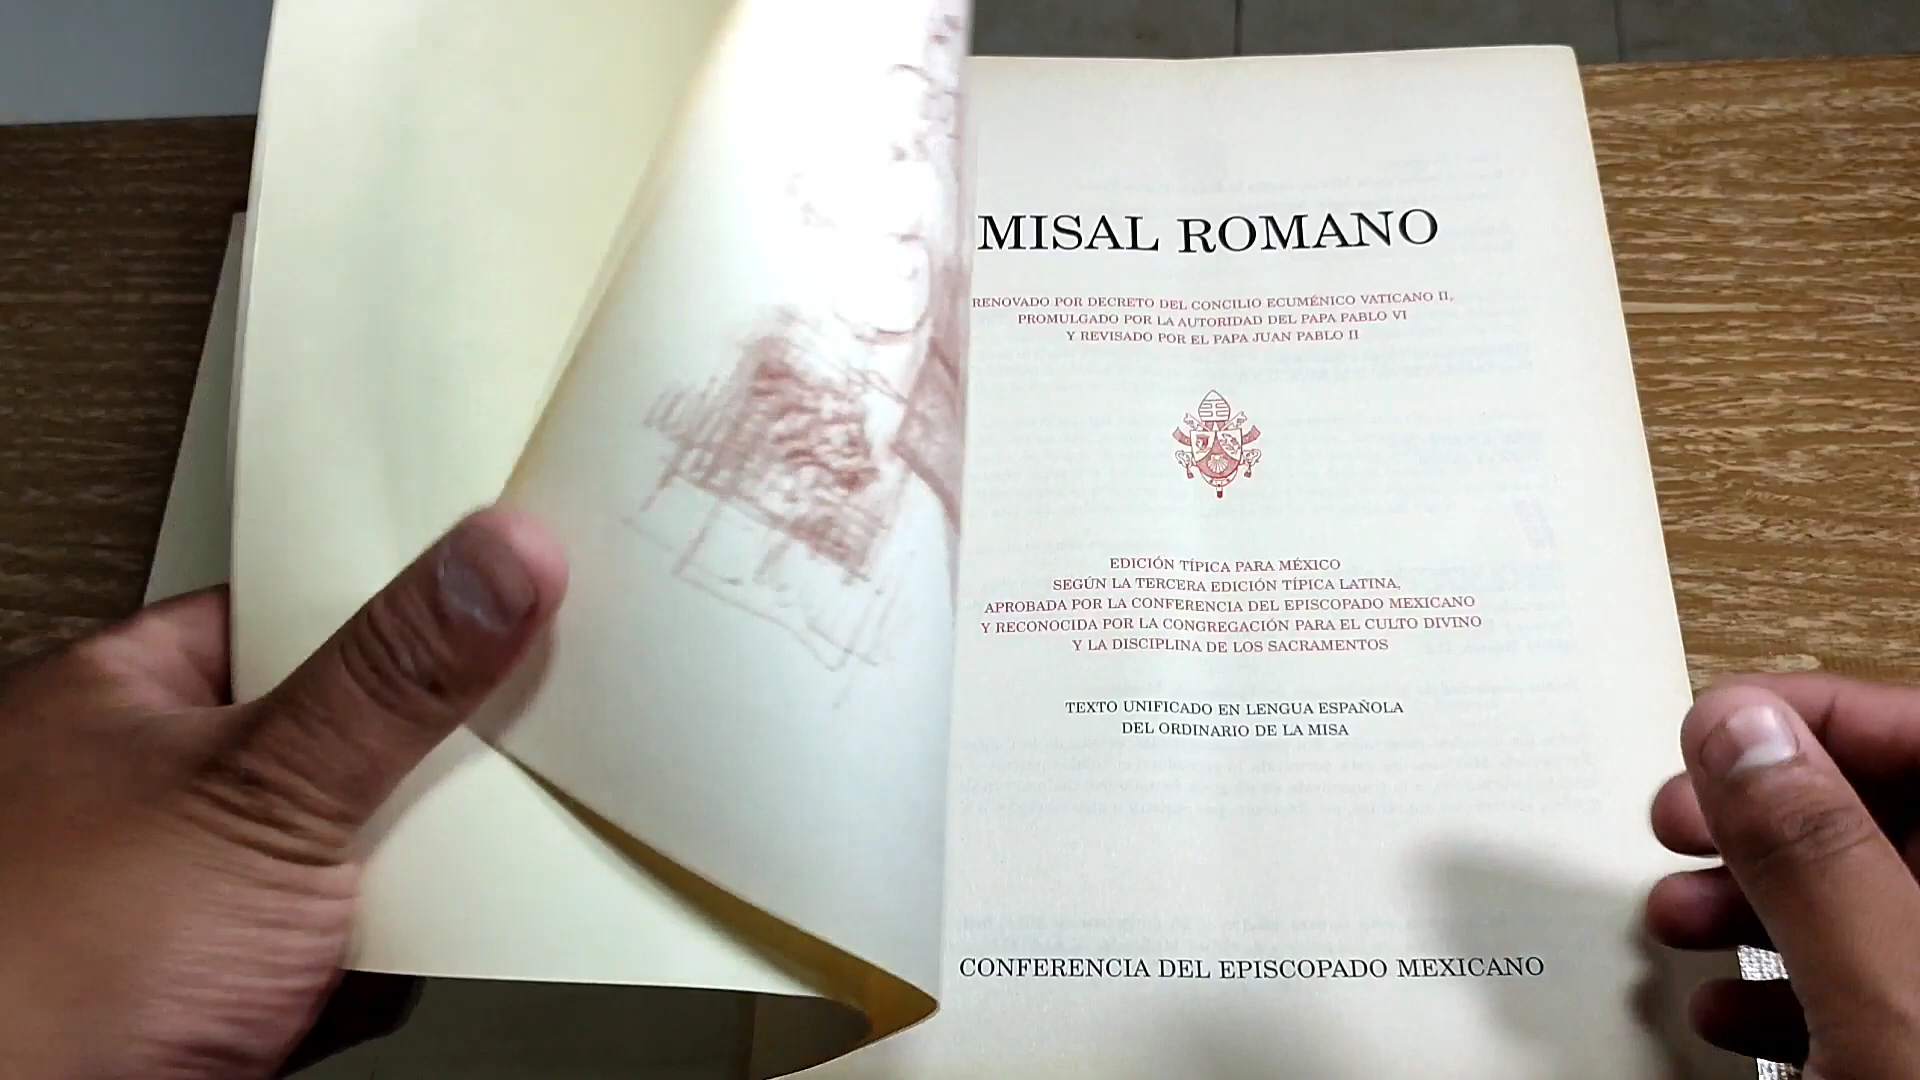 MISAL ROMANO
RENOVADO POR DECRETO DEL CONCILIO ECUMÉNICO VATICANO II,
PROMULGADO POR LA AUTORIDAD DEL PAPA PABLO VI
Y REVISADO POR EL PAPA JUAN PABLO II
EDICIÓN TÍPICA PARA MÉXICO
SEGÚN LA TERCERA EDICIÓN TÍPICA LATINA,
APROBADA POR LA CONFERENCIA DEL EPISCOPADO MEXICANO
Y RECONOCIDA POR LA CONGREGACIÓN PARA EL CULTO DIVINO
Y LA DISCIPLINA DE LOS SACRAMENTOS
TEXTO UNIFICADO EN LENGUA ESPAÑOLA
DEL ORDINARIO DE LA MISA
CONFERENCIA DEL EPISCOPADO MEXICANO